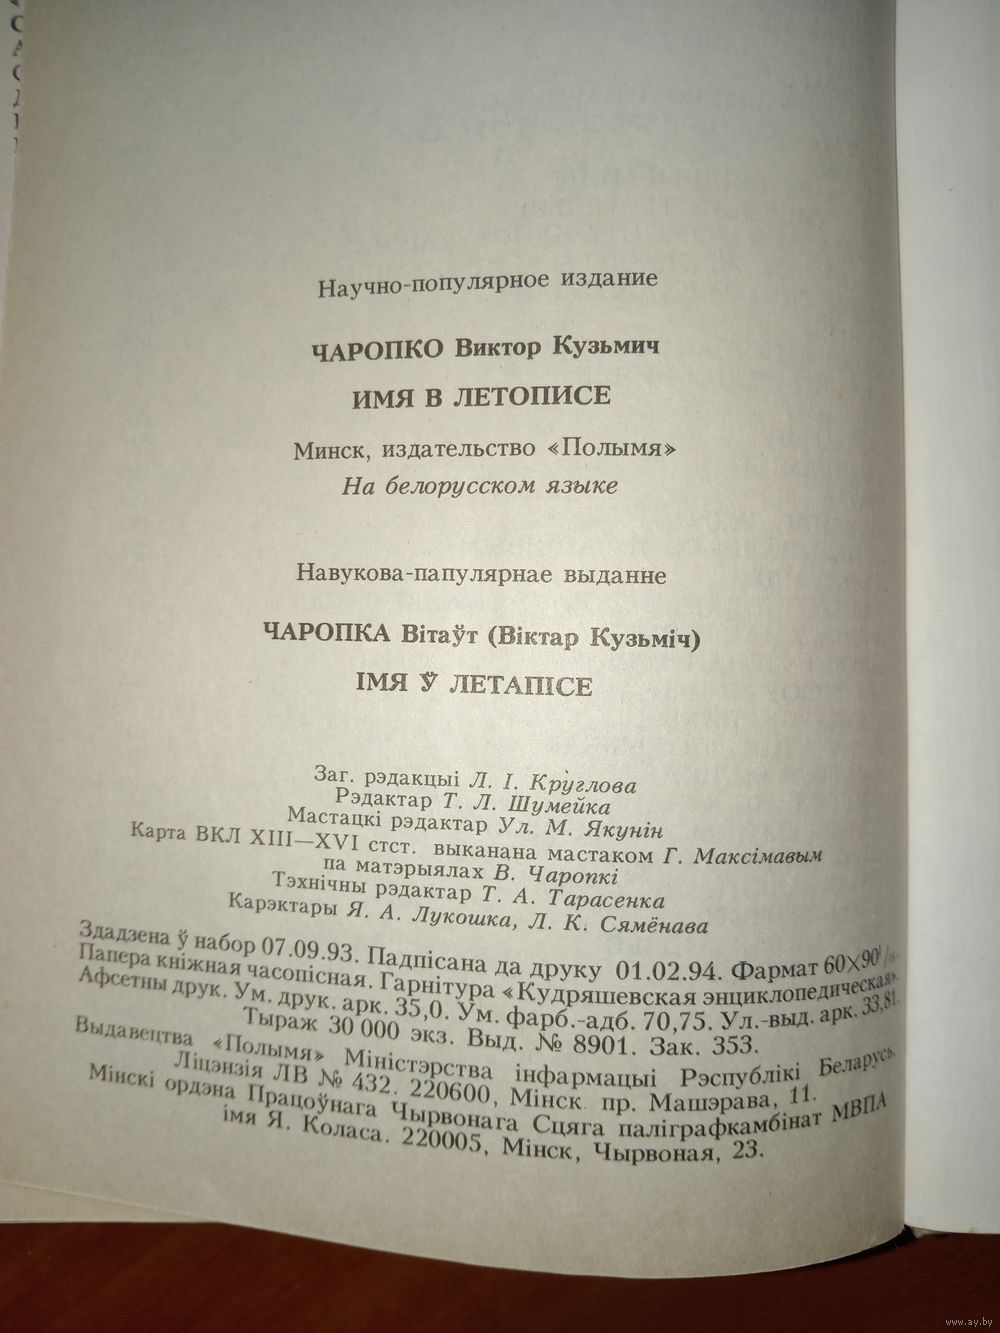 Научно-популярное издание
ЧАРОПКО Виктор Кузьмич
ИМЯ В ЛЕТОПИСЕ
Минск, издательство «Полымя»
На белорусском языке
Навукова-папулярнае выданне
ЧАРОПКА Вітаўт (Віктар Кузьміч)
ІМЯ Ў ЛЕТАПІСЕ
Заг. рэдакцыі Л. І. Круглова
Рэдактар Т. Л. Шумейка
Мастацкі рэдактар Ул. М. Якунін
Карта ВКЛ XIII—XVI стст. выканана мастаком Г. Максімавым
па матэрыялах В. Чаропкі
Тэхнічны рэдактар Т. А. Тарасенка
Карэктары Я. А. Лукошка, Л. К. Сямёнава
Здадзена ў набор 07.09.93. Падпісана да друку 01.02.94. Фармат 60×90
Папера кніжная часопісная. Гарнітура «Кудряшевская энциклопедическая».
Афсетны друк. Ум. друк. арк. 35,0. Ум. фарб.-адб. 70,75. Ул.-выд. арк. 33,81.
Тыраж 30 000 экз. Выд. № 8901. Зак. 353.
Выдавецтва «Полымя» Міністэрства інфармацыі Рэспублікі Беларусь.
Ліцэнзія ЛВ № 432. 220600, Мінск пр. Машэрава, 11.
Мінскі ордэна Працоўнага Чырвонага Сцяга паліграфкамбінат МВПА
імя Я. Коласа. 220005, Мінск, Чырвоная, 23.
www.ay.by